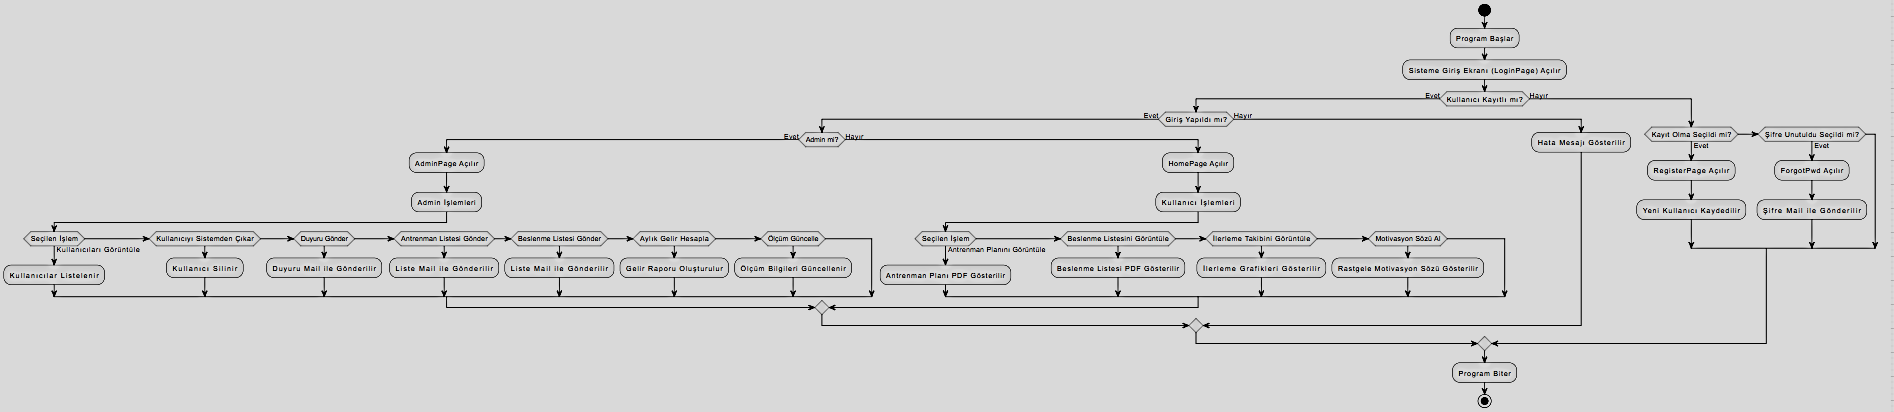 Program Başlar
Sisteme Giriş Ekranı (LoginPage) Açılır
Evet
Kullanıcı Kayıtlı mı?
Hayır
Evet
Giriş Yapıldı mı?
Hayır
Evet
Admin mi?
Hayır
Hata Mesajı Gösterilir
Kayıt Olma Seçildi mi?
Evet
Şifre Unutuldu Seçildi mi?
Evet
AdminPage Açılır
HomePage Açılır
RegisterPage Açılır
ForgotPwd Açılır
Admin İşlemleri
Kullanıcı İşlemleri
Yeni Kullanıcı Kaydedilir
Şifre Mail ile Gönderilir
Seçilen İşlem
Kullanıcıları Görüntüle
Kullanıcıyı Sistemden Çıkar
Duyuru Gönder
Antrenman Listesi Gönder
Beslenme Listesi Gönder
Aylık Gelir Hesapla
Ölçüm Güncelle
Seçilen İşlem
Antrenman Planını Görüntüle
Beslenme Listesini Görüntüle
İlerleme Takibini Görüntüle
Motivasyon Sözü Al
Kullanıcılar Listelenir
Kullanıcı Silinir
Duyuru Mail ile Gönderilir
Liste Mail ile Gönderilir
Liste Mail ile Gönderilir
Gelir Raporu Oluşturulur
Ölçüm Bilgileri Güncellenir
Antrenman Planı PDF Gösterilir
Beslenme Listesi PDF Gösterilir
İlerleme Grafikleri Gösterilir
Rastgele Motivasyon Sözü Gösterilir
Program Biter